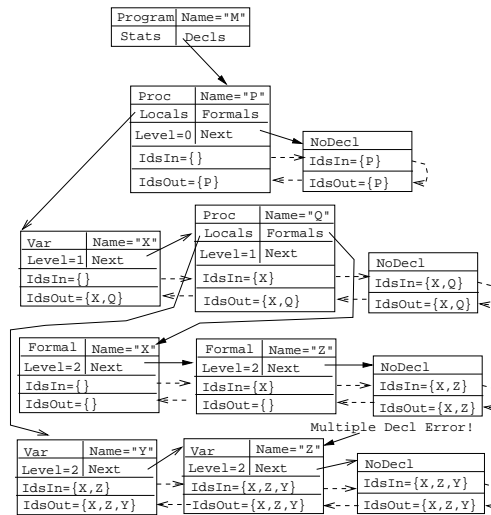 Program Name="M"
Stats Decls
Proc Name="P"
Locals Formals
Level=0 Next
IdsIn={}
IdsOut={P}
NoDecl
IdsIn={P}
IdsOut={P}
Var Name="X"
Level=1 Next
IdsIn={}
IdsOut={X,Q}
Proc Name="Q"
Locals Formals
Level=1 Next
IdsIn={X}
IdsOut={X,Q}
NoDecl
IdsIn={X,Q}
IdsOut={X,Q}
Formal Name="X"
Level=2 Next
IdsIn={}
IdsOut={}
Formal Name="Z"
Level=2 Next
IdsIn={X}
IdsOut={}
NoDecl
IdsIn={X,Z}
IdsOut={X,Z}
Multiple Decl Error!
Var Name="Y"
Level=2 Next
IdsIn={X,Z}
IdsOut={X,Z,Y}
Var Name="Z"
Level=2 Next
IdsIn={X,Z,Y}
IdsOut={X,Z,Y}
NoDecl
IdsIn={X,Z,Y}
IdsOut={X,Z,Y}